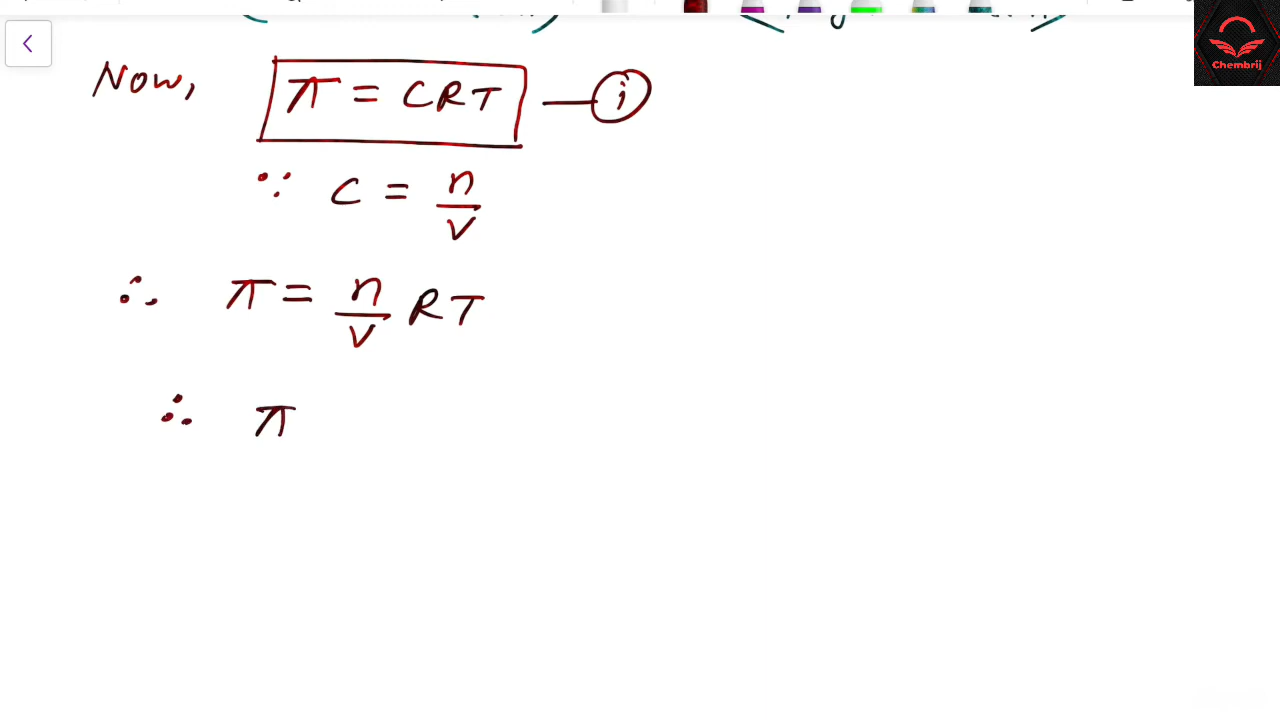 Now, π = CRT — (i)
Chembrij
∵ C = n/V
∴ π = n/V RT
∴ π